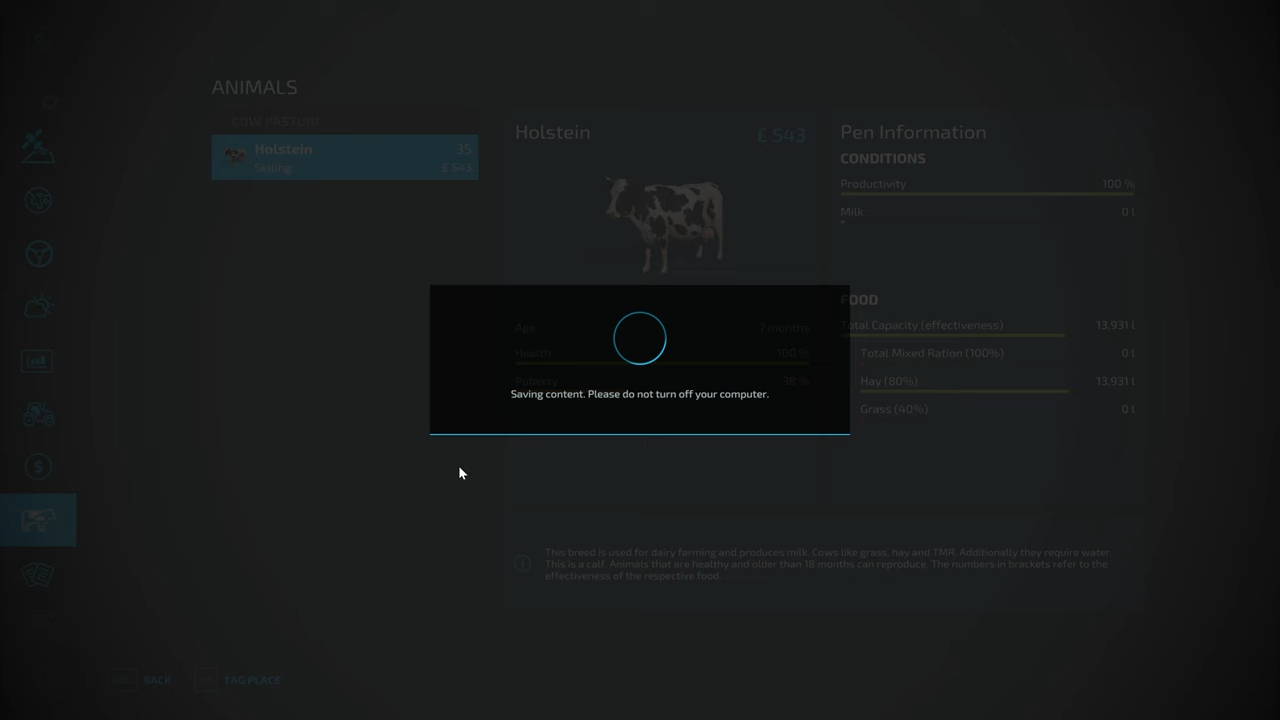 ANIMALS
COW PASTURE
Holstein 35
Selling: £ 543
Holstein £ 543
Age 7 months
Health 100 %
Puberty 38 %
Pen Information
CONDITIONS
Productivity 100 %
Milk 0 l
FOOD
Total Capacity (effectiveness) 13,931 l
Total Mixed Ration (100%) 0 l
Hay (80%) 13,931 l
Grass (40%) 0 l
Saving content. Please do not turn off your computer.
This breed is used for dairy farming and produces milk. Cows like grass, hay and TMR. Additionally they require water.
This is a calf. Animals that are healthy and older than 18 months can reproduce. The numbers in brackets refer to the
effectiveness of the respective food.
BACK
TAG PLACE